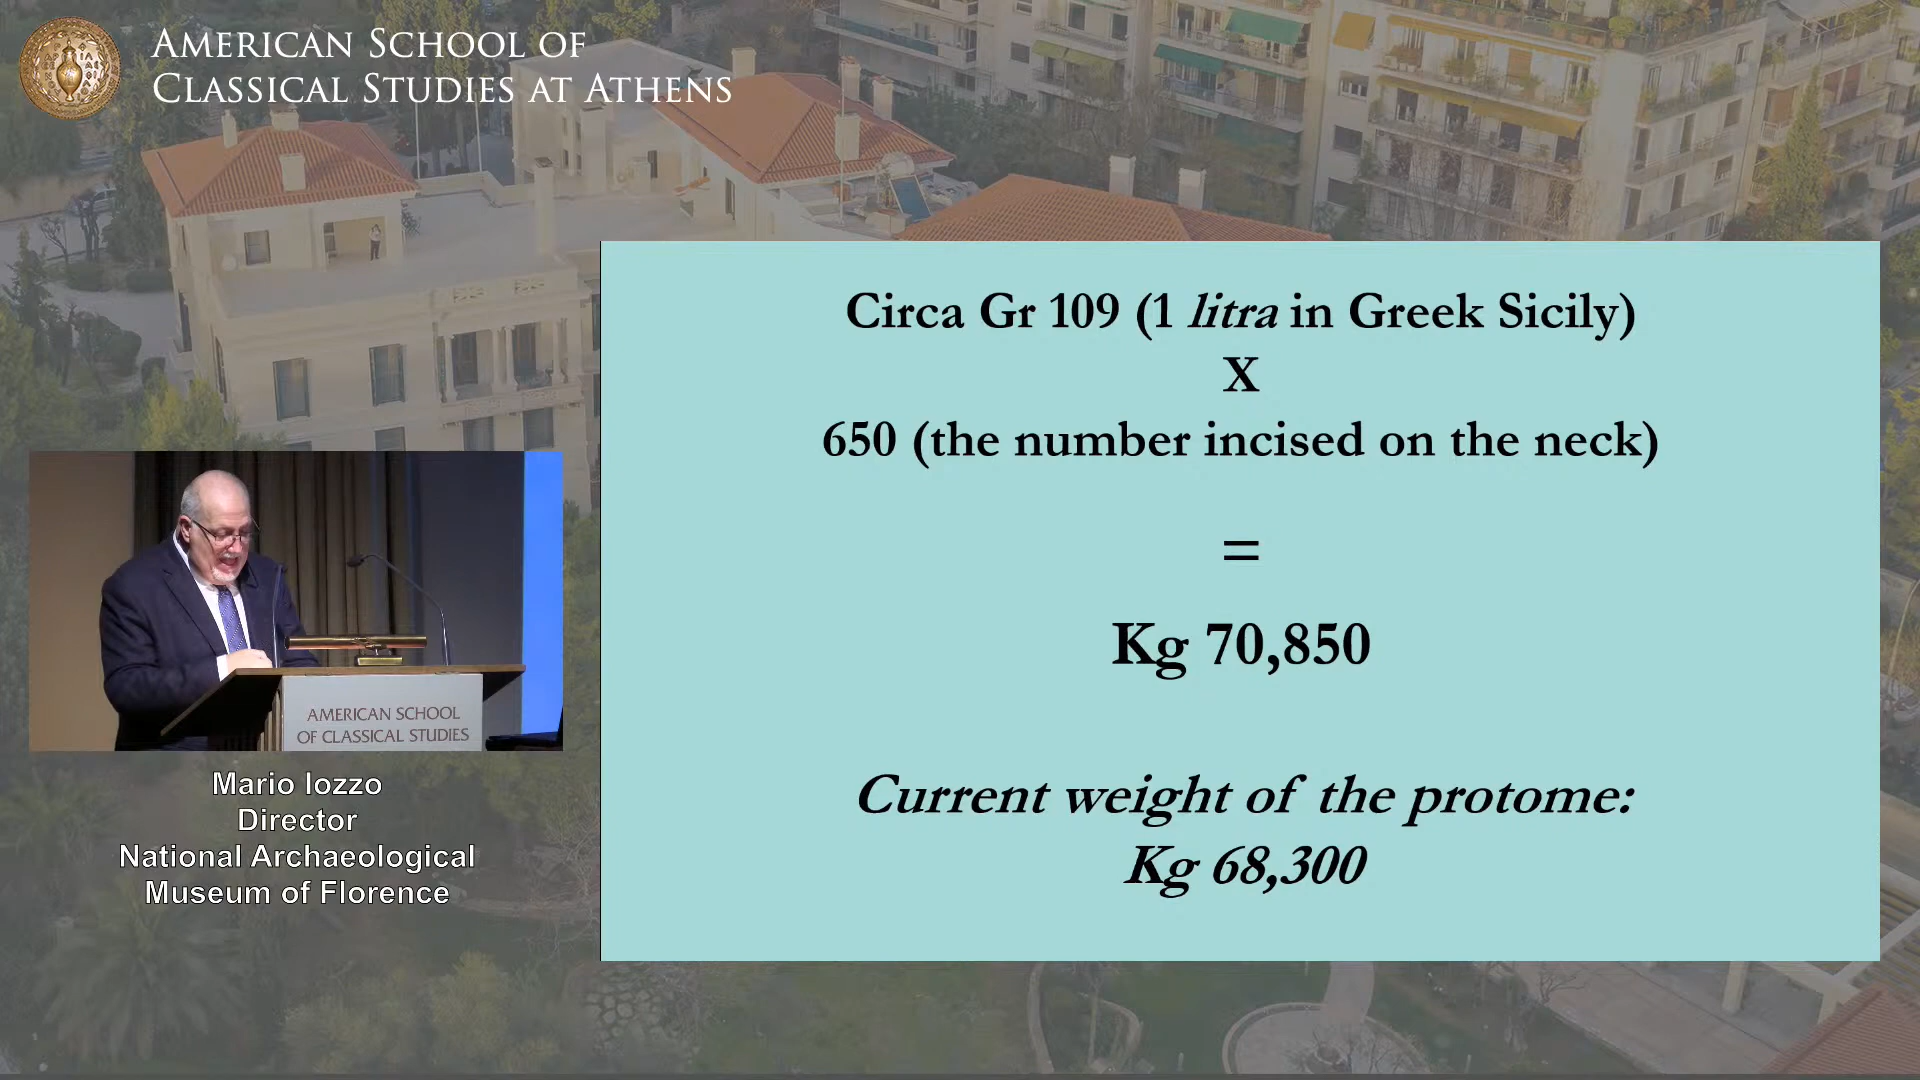 AMERICAN SCHOOL OF
CLASSICAL STUDIES AT ATHENS
Circa Gr 109 (1 litra in Greek Sicily)
X
650 (the number incised on the neck)
=
Kg 70,850
Current weight of the protome:
Kg 68,300
AMERICAN SCHOOL
OF CLASSICAL STUDIES
Mario Iozzo
Director
National Archaeological
Museum of Florence